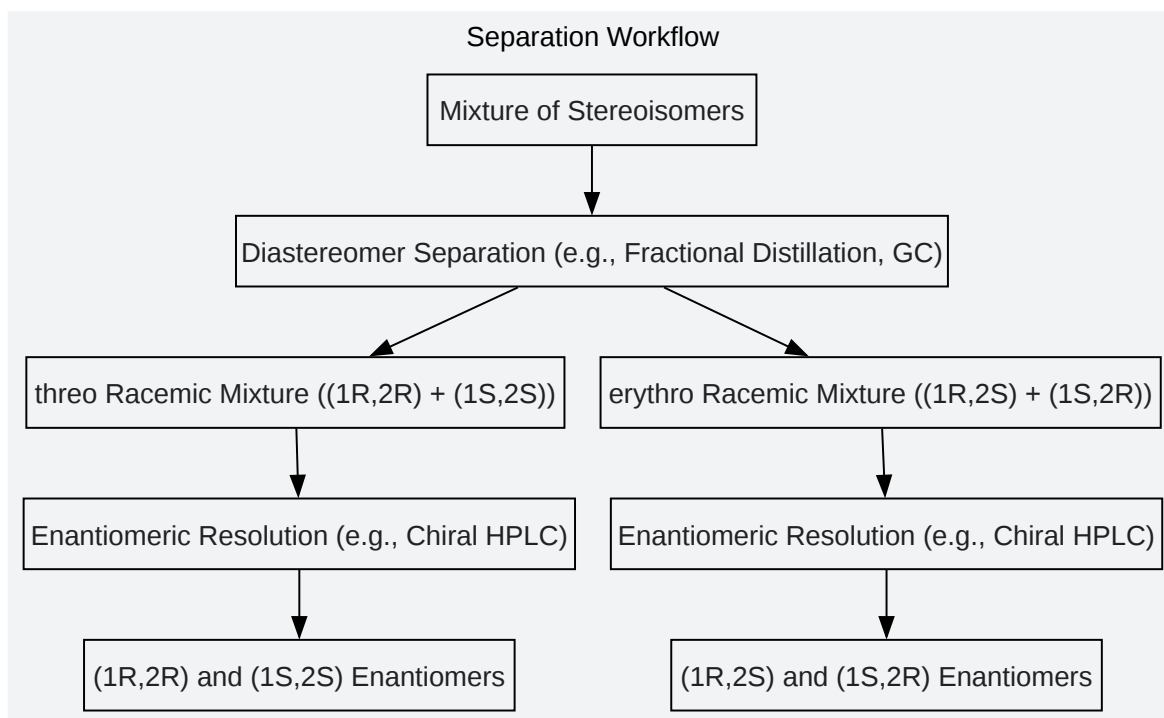 Separation Workflow
Mixture of Stereoisomers
Diastereomer Separation (e.g., Fractional Distillation, GC)
threo Racemic Mixture ((1R,2R) + (1S,2S))
erythro Racemic Mixture ((1R,2S) + (1S,2R))
Enantiomeric Resolution (e.g., Chiral HPLC)
Enantiomeric Resolution (e.g., Chiral HPLC)
(1R,2R) and (1S,2S) Enantiomers
(1R,2S) and (1S,2R) Enantiomers